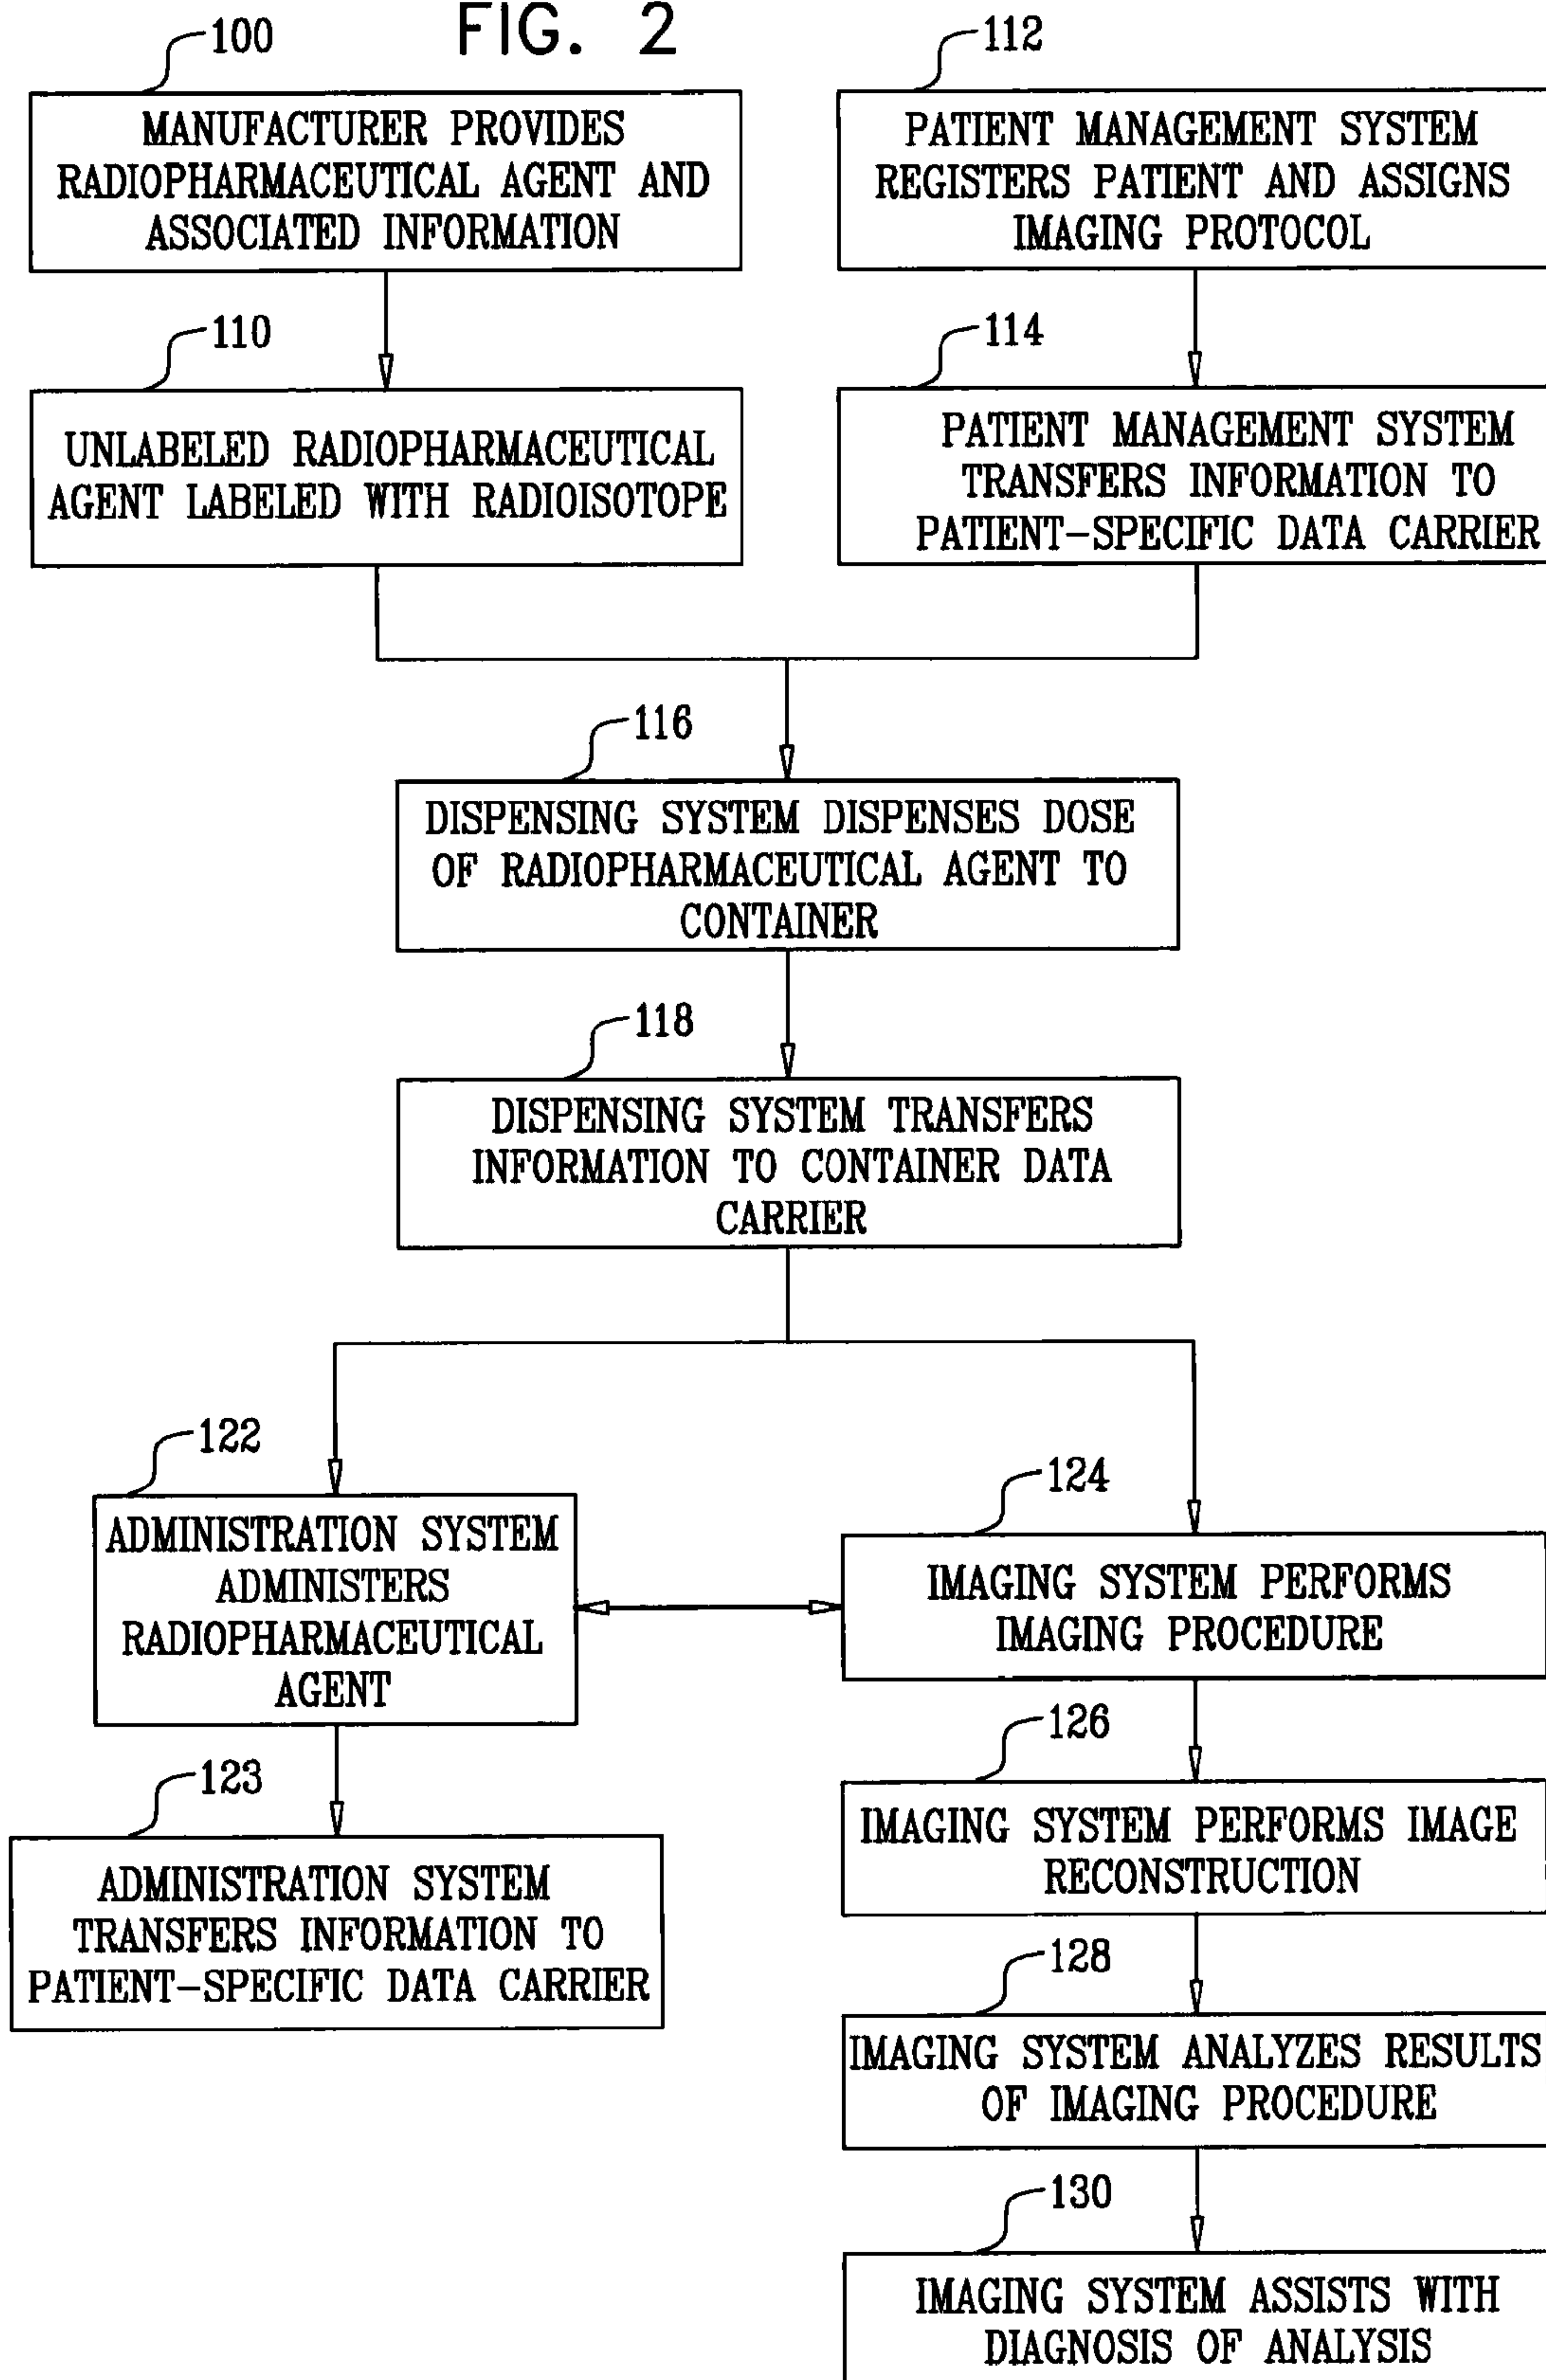 FIG. 2
100
MANUFACTURER PROVIDES
RADIOPHARMACEUTICAL AGENT AND
ASSOCIATED INFORMATION
112
PATIENT MANAGEMENT SYSTEM
REGISTERS PATIENT AND ASSIGNS
IMAGING PROTOCOL
110
UNLABELED RADIOPHARMACEUTICAL
AGENT LABELED WITH RADIOISOTOPE
114
PATIENT MANAGEMENT SYSTEM
TRANSFERS INFORMATION TO
PATIENT-SPECIFIC DATA CARRIER
116
DISPENSING SYSTEM DISPENSES DOSE
OF RADIOPHARMACEUTICAL AGENT TO
CONTAINER
118
DISPENSING SYSTEM TRANSFERS
INFORMATION TO CONTAINER DATA
CARRIER
122
ADMINISTRATION SYSTEM
ADMINISTERS
RADIOPHARMACEUTICAL
AGENT
123
ADMINISTRATION SYSTEM
TRANSFERS INFORMATION TO
PATIENT-SPECIFIC DATA CARRIER
124
IMAGING SYSTEM PERFORMS
IMAGING PROCEDURE
126
IMAGING SYSTEM PERFORMS IMAGE
RECONSTRUCTION
128
IMAGING SYSTEM ANALYZES RESULTS
OF IMAGING PROCEDURE
130
IMAGING SYSTEM ASSISTS WITH
DIAGNOSIS OF ANALYSIS